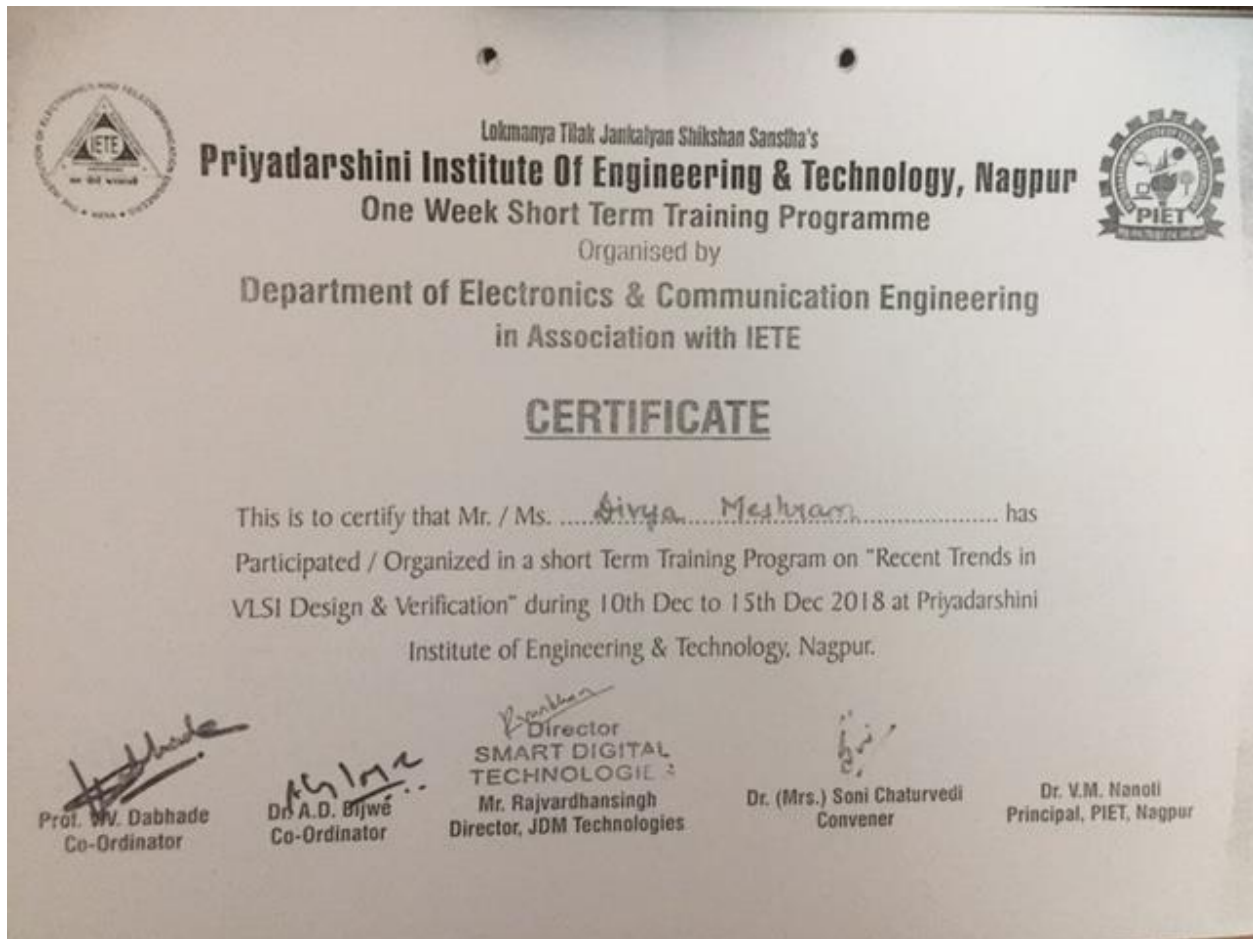 Lokmanya Tilak Jankalyan Shikshan Sanstha's
Priyadarshini Institute Of Engineering & Technology, Nagpur
One Week Short Term Training Programme
Organised by
Department of Electronics & Communication Engineering
in Association with IETE
IETE
PIET
CERTIFICATE
This is to certify that Mr. / Ms. ..... Divya Meshram ..................... has
Participated / Organized in a short Term Training Program on "Recent Trends in
VLSI Design & Verification" during 10th Dec to 15th Dec 2018 at Priyadarshini
Institute of Engineering & Technology, Nagpur.
Director
SMART DIGITAL
TECHNOLOGIE
Prof. Dabhade
Co-Ordinator
Dr. A.D. Bijwe
Co-Ordinator
Mr. Rajvardhansingh
Director, JDM Technologies
Dr. (Mrs.) Soni Chaturvedi
Convener
Dr. V.M. Nanoti
Principal, PIET, Nagpur